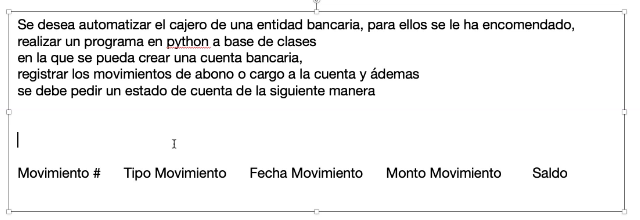 Se desea automatizar el cajero de una entidad bancaria, para ellos se le ha encomendado,
realizar un programa en python a base de clases
en la que se pueda crear una cuenta bancaria,
registrar los movimientos de abono o cargo a la cuenta y ádemas
se debe pedir un estado de cuenta de la siguiente manera
Movimiento # Tipo Movimiento Fecha Movimiento Monto Movimiento Saldo